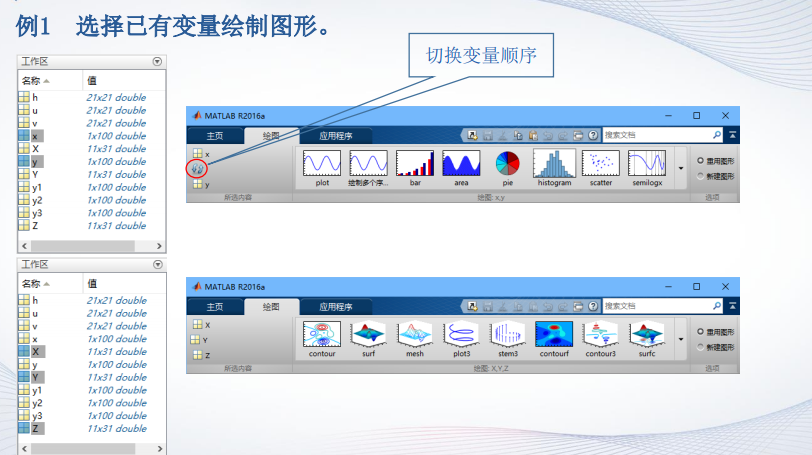 例1 选择已有变量绘制图形。
切换变量顺序
工作区
名称 值
h 21x21 double
u 21x21 double
v 21x21 double
x 1x100 double
X 11x31 double
y 1x100 double
Y 11x31 double
y1 1x100 double
y2 1x100 double
y3 1x100 double
Z 11x31 double
MATLAB R2016a
主页 绘图 应用程序 搜索文档
x
y
所选内容
plot 绘制多个序... bar area pie histogram scatter semilogx
绘图: x,y
重用图形
新建图形
选项
工作区
名称 值
h 21x21 double
u 21x21 double
v 21x21 double
x 1x100 double
X 11x31 double
y 1x100 double
Y 11x31 double
y1 1x100 double
y2 1x100 double
y3 1x100 double
Z 11x31 double
MATLAB R2016a
主页 绘图 应用程序 搜索文档
X
Y
Z
所选内容
contour surf mesh plot3 stem3 contourf contour3 surfc
绘图: X,Y,Z
重用图形
新建图形
选项